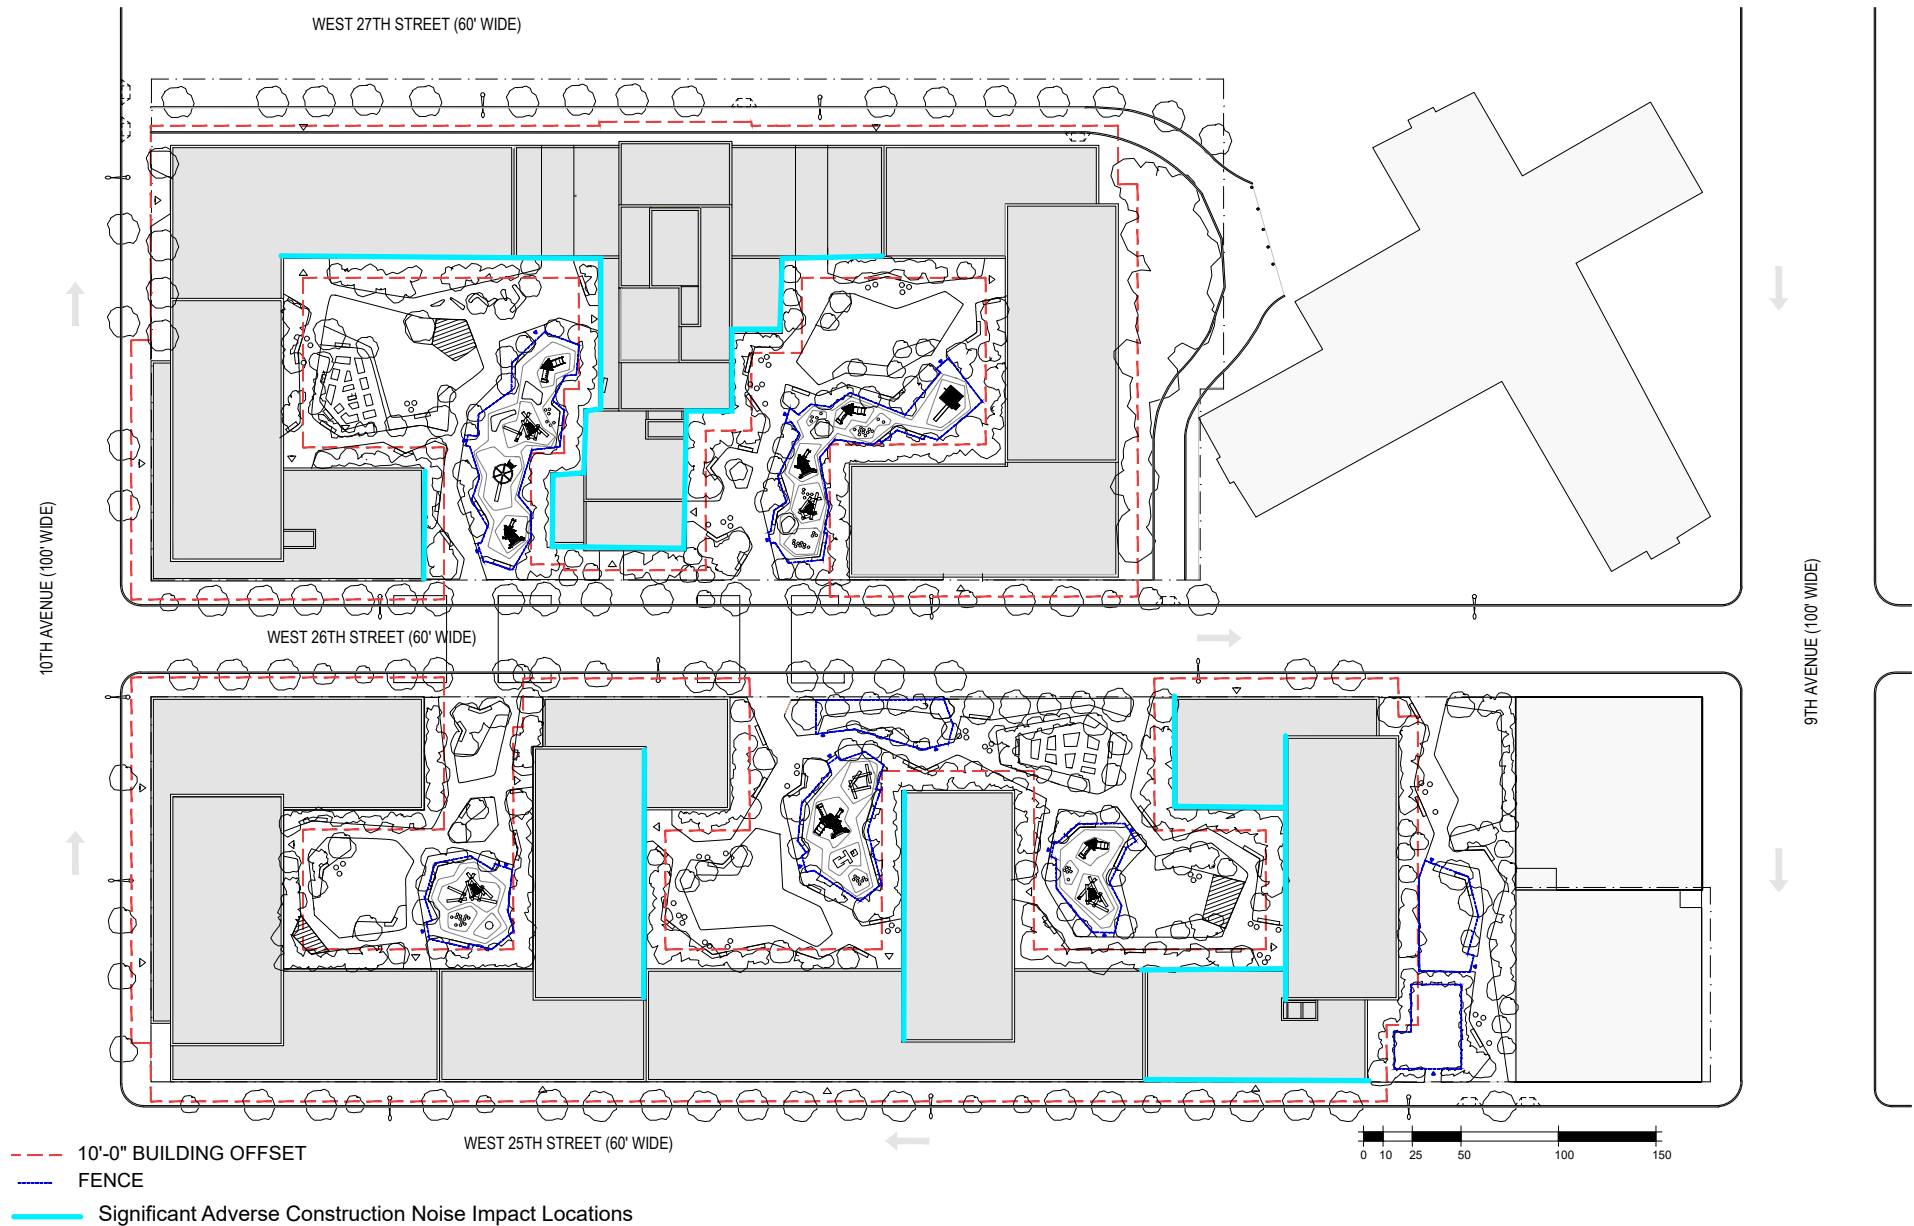 WEST 27TH STREET (60' WIDE)
10TH AVENUE (100' WIDE)
WEST 26TH STREET (60' WIDE)
9TH AVENUE (100' WIDE)
WEST 25TH STREET (60' WIDE)
0 10 25 50 100 150
10'-0" BUILDING OFFSET
FENCE
Significant Adverse Construction Noise Impact Locations